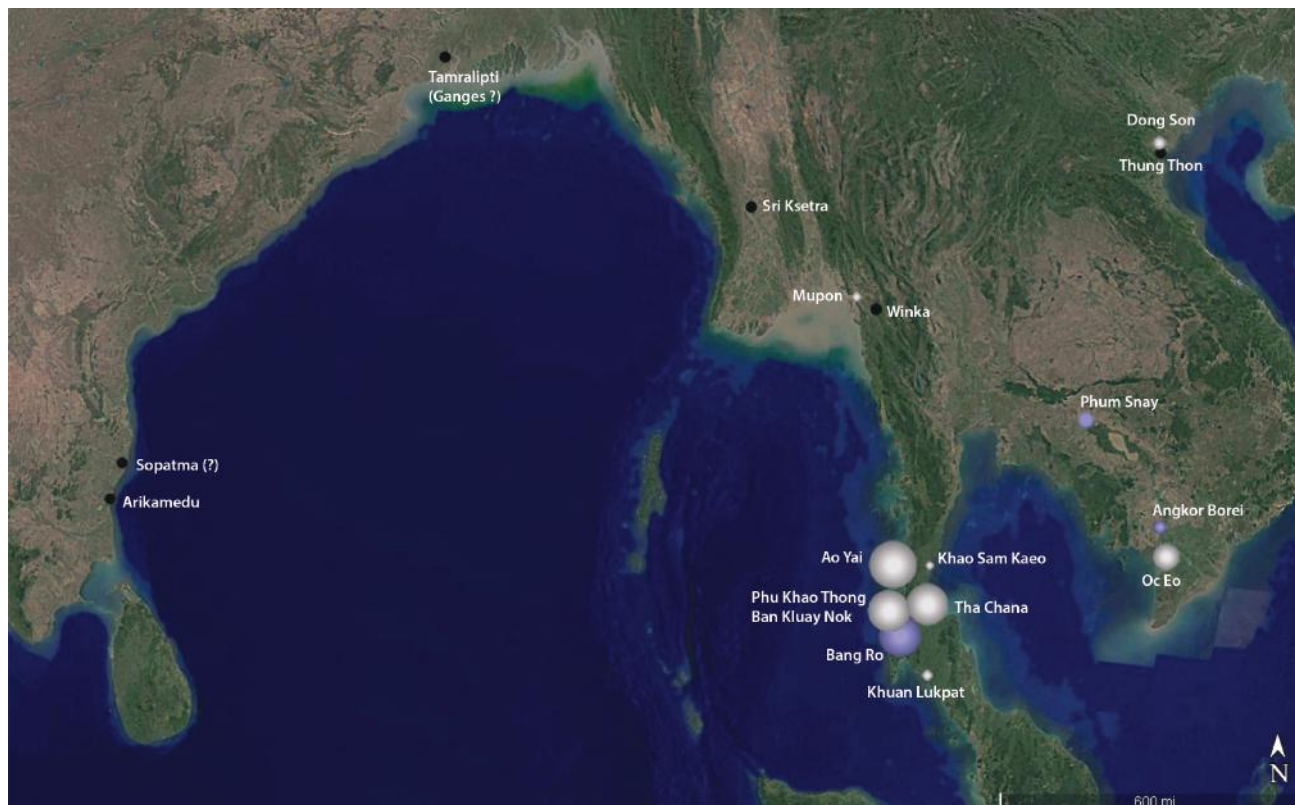 Tamralipti
(Ganges ?)
Dong Son
Thung Thon
Sri Ksetra
Mupon
Winka
Phum Snay
Sopatma (?)
Arikamedu
Angkor Borei
Ao Yai
Khao Sam Kaeo
Oc Eo
Phu Khao Thong
Ban Kluay Nok
Tha Chana
Bang Ro
Khuan Lukpat
N
600 mi